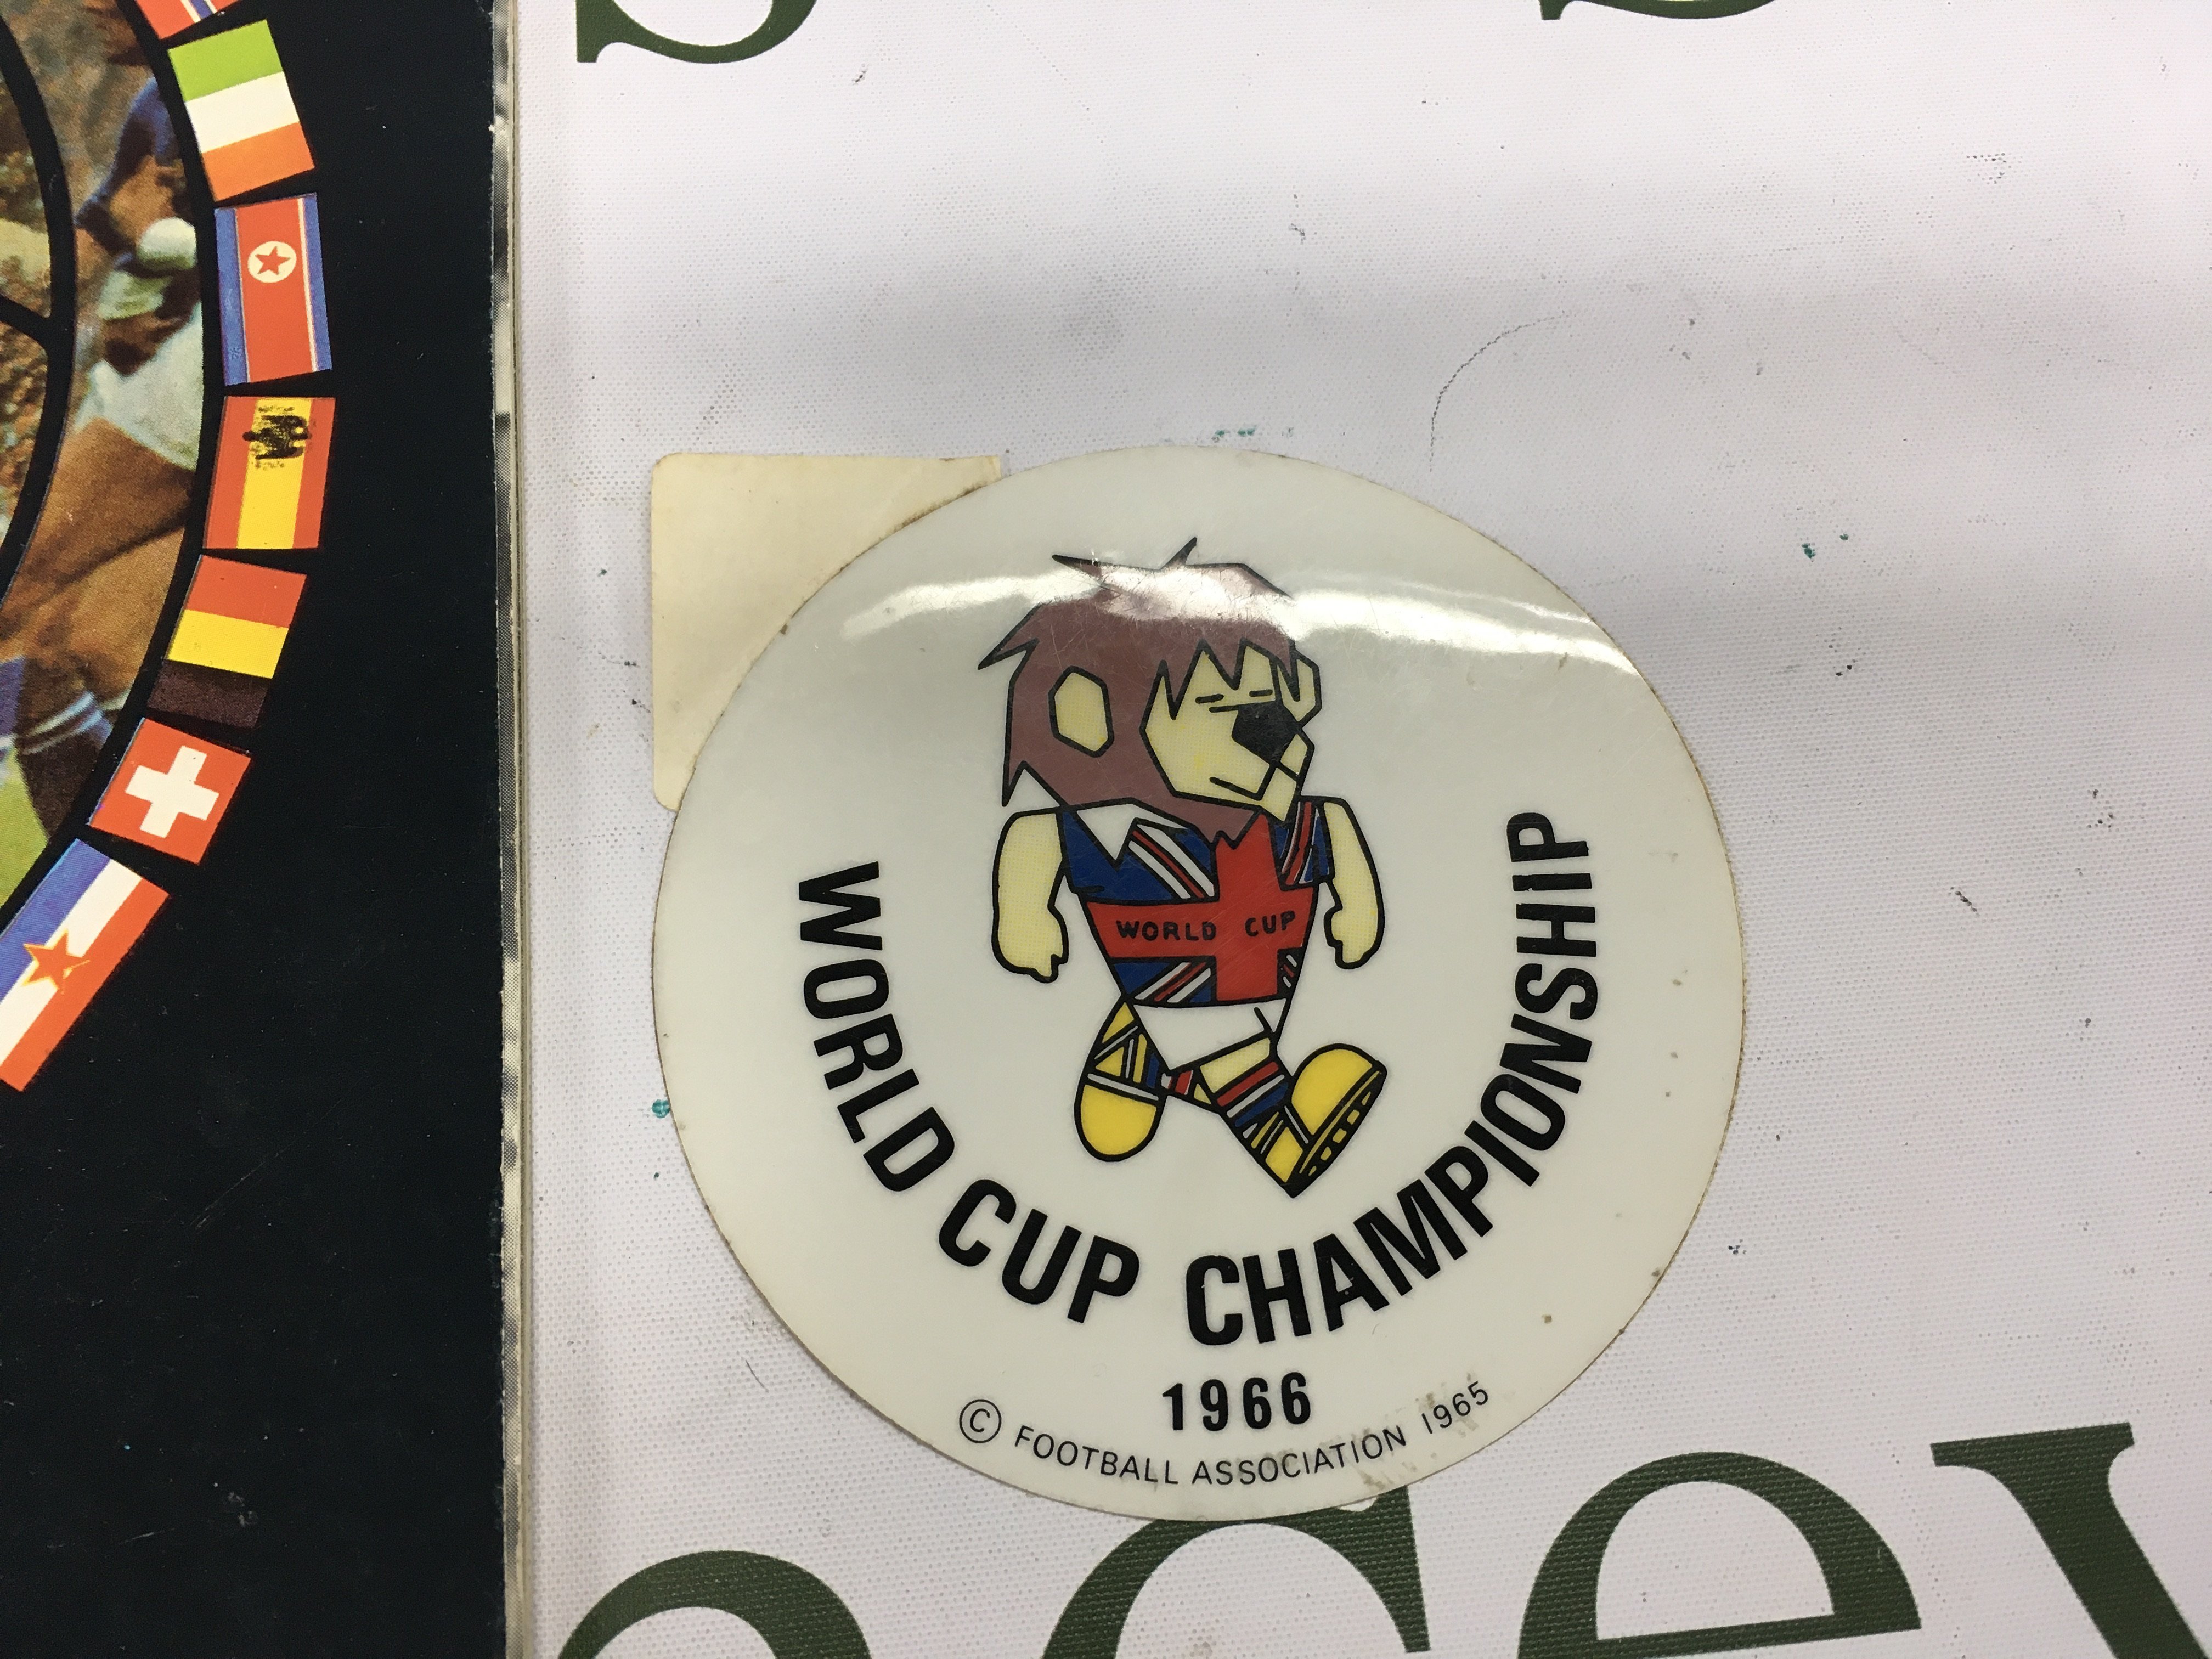 WORLD CUP
WORLD CUP CHAMPIONSHIP
1966
© FOOTBALL ASSOCIATION 1965